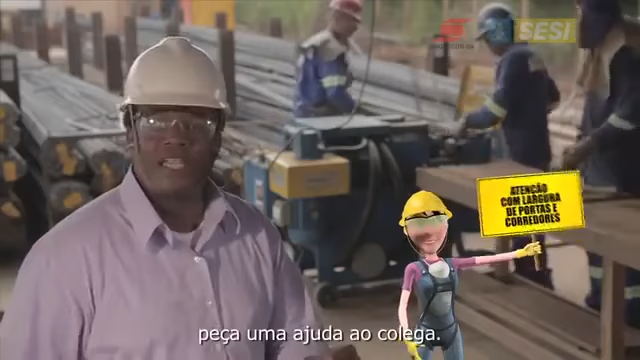 SESI
ATENÇÃO
COM LARGURA
DE PORTAS E
CORREDORES
peça uma ajuda ao colega.